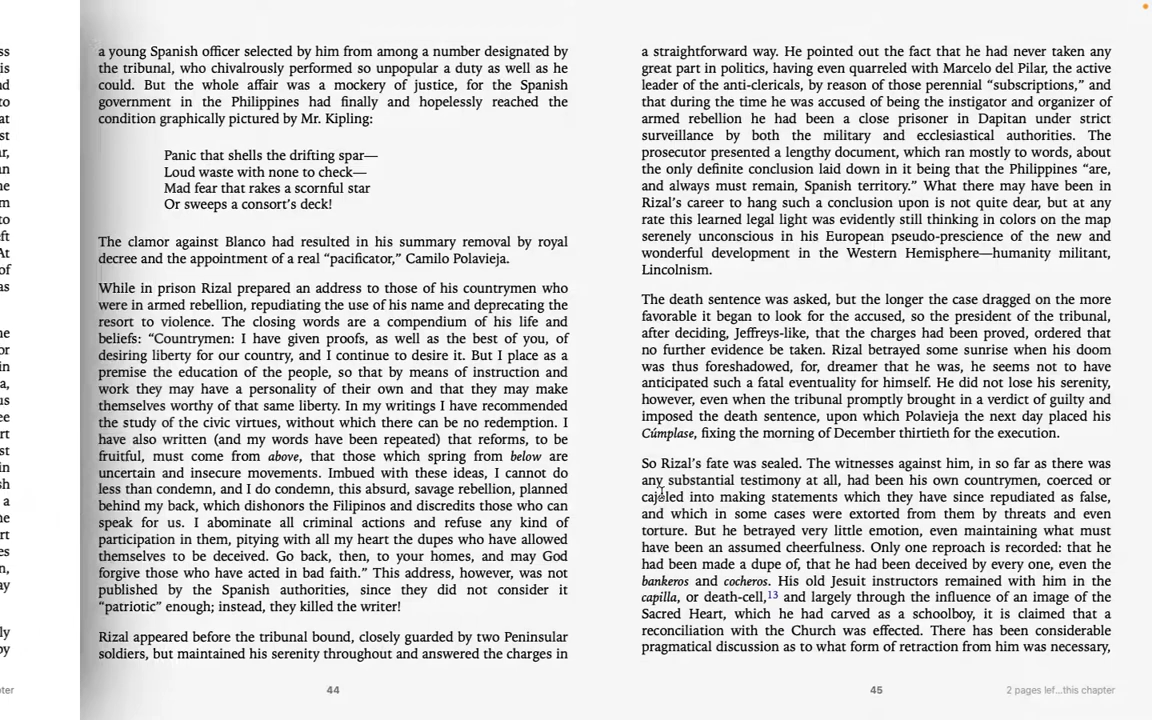 ss
is
nd
to
at
st
ar,
an
he
m
to
eft
At
of
as
ne
or
in
a,
us
ee
rt
in
sh
a
he
rt
es
n,
ay
ly
by
pter
a young Spanish officer selected by him from among a number designated by
the tribunal, who chivalrously performed so unpopular a duty as well as he
could. But the whole affair was a mockery of justice, for the Spanish
government in the Philippines had finally and hopelessly reached the
condition graphically pictured by Mr. Kipling:
Panic that shells the drifting spar—
Loud waste with none to check—
Mad fear that rakes a scornful star
Or sweeps a consort’s deck!
The clamor against Blanco had resulted in his summary removal by royal
decree and the appointment of a real “pacificator,” Camilo Polavieja.
While in prison Rizal prepared an address to those of his countrymen who
were in armed rebellion, repudiating the use of his name and deprecating the
resort to violence. The closing words are a compendium of his life and
beliefs: “Countrymen: I have given proofs, as well as the best of you, of
desiring liberty for our country, and I continue to desire it. But I place as a
premise the education of the people, so that by means of instruction and
work they may have a personality of their own and that they may make
themselves worthy of that same liberty. In my writings I have recommended
the study of the civic virtues, without which there can be no redemption. I
have also written (and my words have been repeated) that reforms, to be
fruitful, must come from above, that those which spring from below are
uncertain and insecure movements. Imbued with these ideas, I cannot do
less than condemn, and I do condemn, this absurd, savage rebellion, planned
behind my back, which dishonors the Filipinos and discredits those who can
speak for us. I abominate all criminal actions and refuse any kind of
participation in them, pitying with all my heart the dupes who have allowed
themselves to be deceived. Go back, then, to your homes, and may God
forgive those who have acted in bad faith.” This address, however, was not
published by the Spanish authorities, since they did not consider it
“patriotic” enough; instead, they killed the writer!
Rizal appeared before the tribunal bound, closely guarded by two Peninsular
soldiers, but maintained his serenity throughout and answered the charges in
44
a straightforward way. He pointed out the fact that he had never taken any
great part in politics, having even quarreled with Marcelo del Pilar, the active
leader of the anti-clericals, by reason of those perennial “subscriptions,” and
that during the time he was accused of being the instigator and organizer of
armed rebellion he had been a close prisoner in Dapitan under strict
surveillance by both the military and ecclesiastical authorities. The
prosecutor presented a lengthy document, which ran mostly to words, about
the only definite conclusion laid down in it being that the Philippines “are,
and always must remain, Spanish territory.” What there may have been in
Rizal’s career to hang such a conclusion upon is not quite dear, but at any
rate this learned legal light was evidently still thinking in colors on the map
serenely unconscious in his European pseudo-prescience of the new and
wonderful development in the Western Hemisphere—humanity militant,
Lincolnism.
The death sentence was asked, but the longer the case dragged on the more
favorable it began to look for the accused, so the president of the tribunal,
after deciding, Jeffreys-like, that the charges had been proved, ordered that
no further evidence be taken. Rizal betrayed some sunrise when his doom
was thus foreshadowed, for, dreamer that he was, he seems not to have
anticipated such a fatal eventuality for himself. He did not lose his serenity,
however, even when the tribunal promptly brought in a verdict of guilty and
imposed the death sentence, upon which Polavieja the next day placed his
Cúmplase, fixing the morning of December thirtieth for the execution.
So Rizal’s fate was sealed. The witnesses against him, in so far as there was
any substantial testimony at all, had been his own countrymen, coerced or
cajoled into making statements which they have since repudiated as false,
and which in some cases were extorted from them by threats and even
torture. But he betrayed very little emotion, even maintaining what must
have been an assumed cheerfulness. Only one reproach is recorded: that he
had been made a dupe of, that he had been deceived by every one, even the
bankeros and cocheros. His old Jesuit instructors remained with him in the
capilla, or death-cell,13 and largely through the influence of an image of the
Sacred Heart, which he had carved as a schoolboy, it is claimed that a
reconciliation with the Church was effected. There has been considerable
pragmatical discussion as to what form of retraction from him was necessary,
45
2 pages lef...this chapter